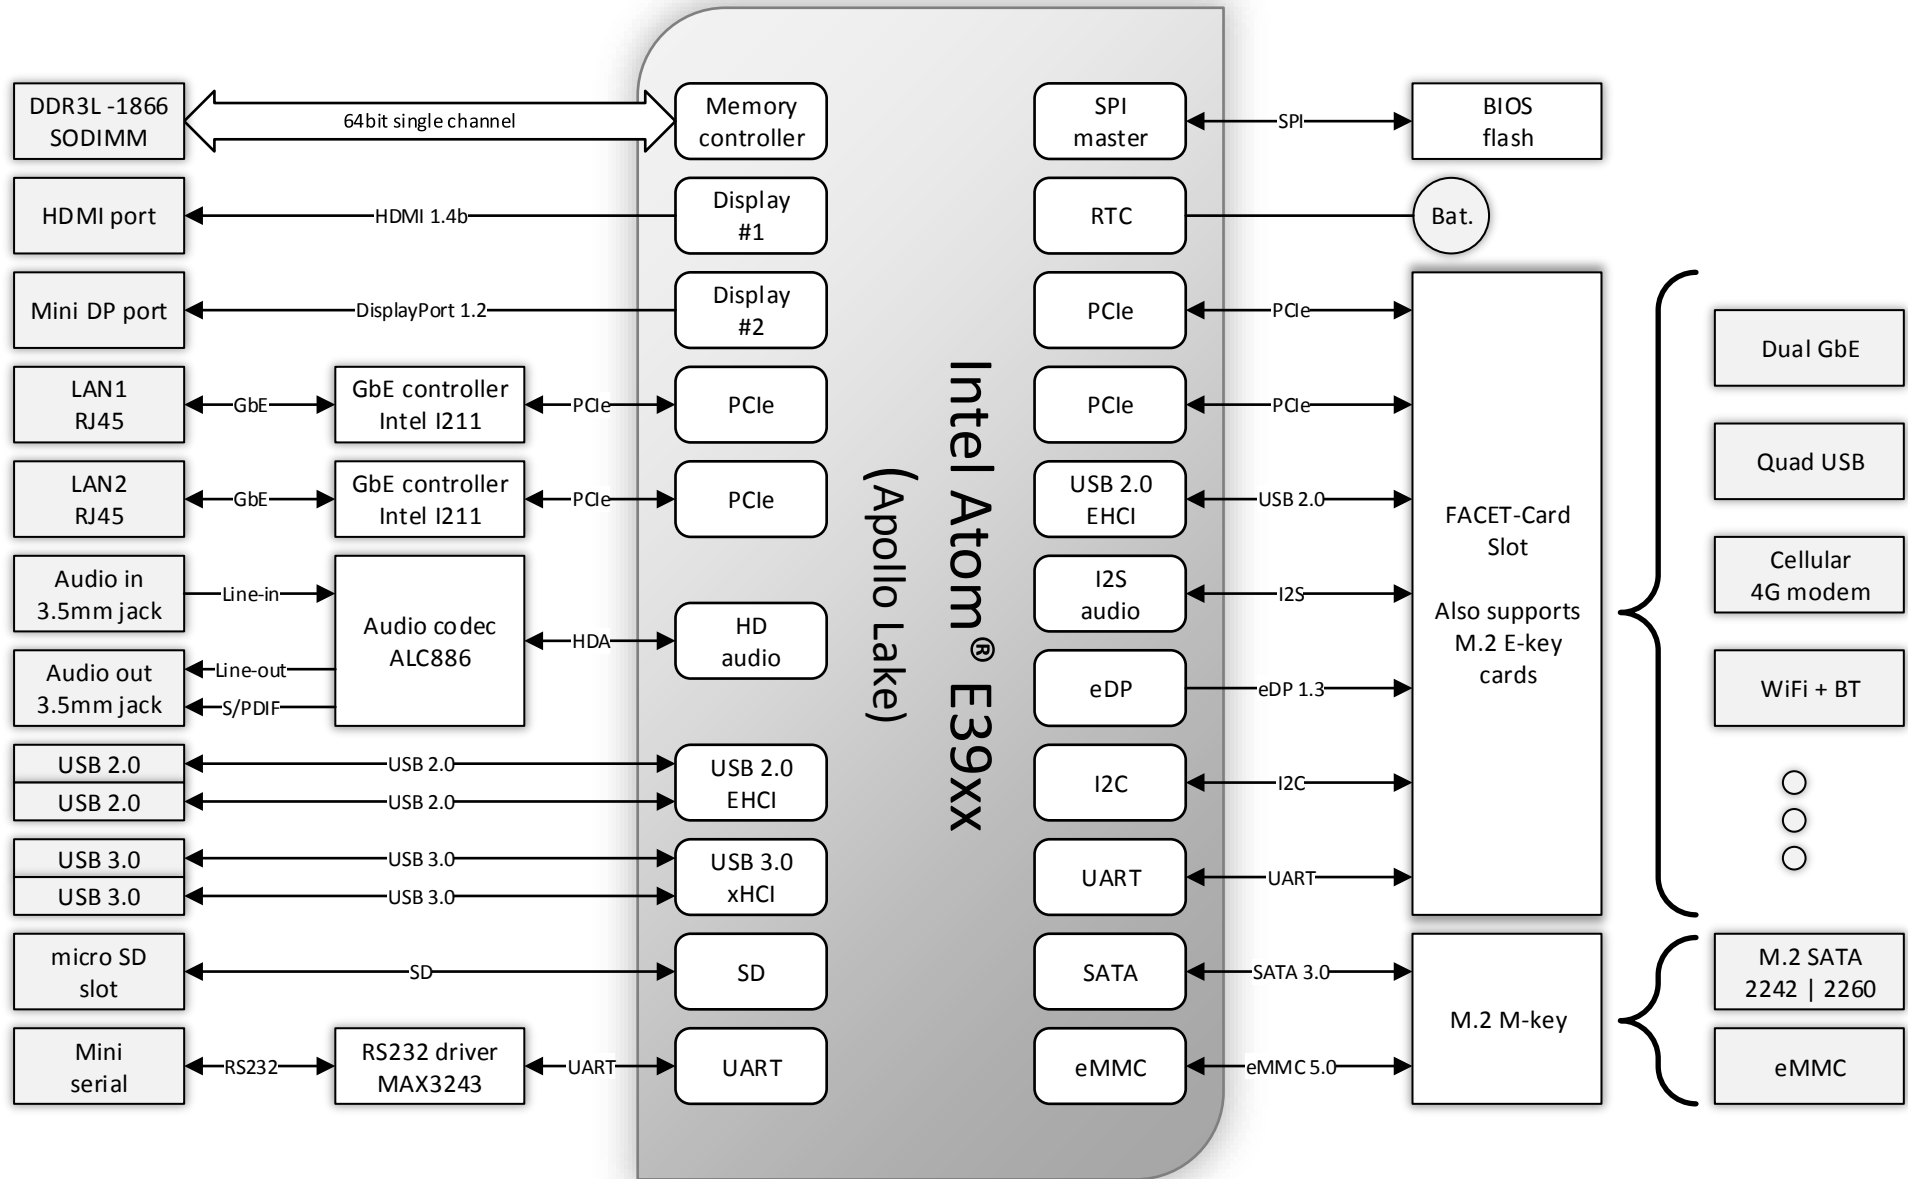 DDR3L -1866
SODIMM
64bit single channel
Memory
controller
SPI
master
SPI
BIOS
flash
HDMI port
HDMI 1.4b
Display
#1
RTC
Bat.
Mini DP port
DisplayPort 1.2
Display
#2
PCIe
PCIe
Dual GbE
LAN1
RJ45
GbE
GbE controller
Intel I211
PCIe
PCIe
PCIe
PCIe
Quad USB
LAN2
RJ45
GbE
GbE controller
Intel I211
PCIe
PCIe
USB 2.0
EHCI
USB 2.0
FACET-Card
Slot
Also supports
M.2 E-key
cards
Cellular
4G modem
Intel Atom® E39xx
(Apollo Lake)
Audio in
3.5mm jack
Line-in
Audio codec
ALC886
HDA
HD
audio
I2S
audio
I2S
Audio out
3.5mm jack
Line-out
S/PDIF
eDP
eDP 1.3
WiFi + BT
USB 2.0
USB 2.0
USB 2.0
USB 2.0
USB 2.0
EHCI
I2C
I2C
USB 3.0
USB 3.0
USB 3.0
USB 3.0
USB 3.0
xHCI
UART
UART
micro SD
slot
SD
SD
SATA
SATA 3.0
M.2 M-key
M.2 SATA
2242 | 2260
Mini
serial
RS232
RS232 driver
MAX3243
UART
UART
eMMC
eMMC 5.0
eMMC